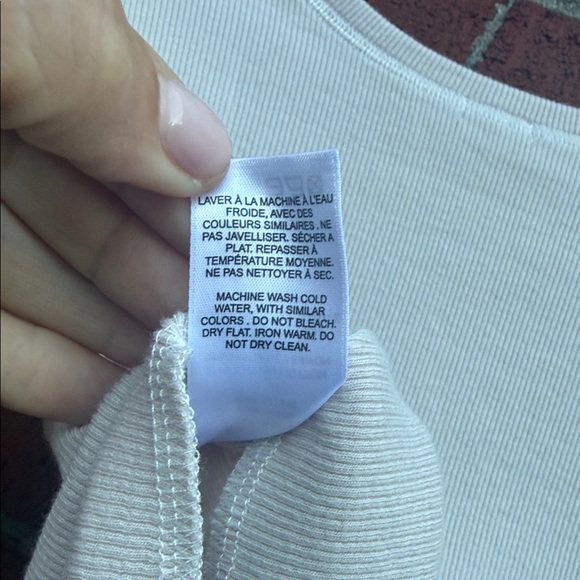 LAVER À LA MACHINE À L'EAU
FROIDE, AVEC DES
COULEURS SIMILAIRES . NE
PAS JAVELLISER. SÉCHER A
PLAT. REPASSER À
TEMPÉRATURE MOYENNE.
NE PAS NETTOYER À SEC.
MACHINE WASH COLD
WATER, WITH SIMILAR
COLORS . DO NOT BLEACH.
DRY FLAT. IRON WARM. DO
NOT DRY CLEAN.